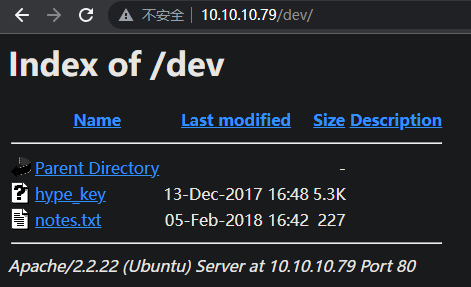 不安全 10.10.10.79/dev/
Index of /dev
Name Last modified Size Description
Parent Directory -
hype_key 13-Dec-2017 16:48 5.3K
notes.txt 05-Feb-2018 16:42 227
Apache/2.2.22 (Ubuntu) Server at 10.10.10.79 Port 80